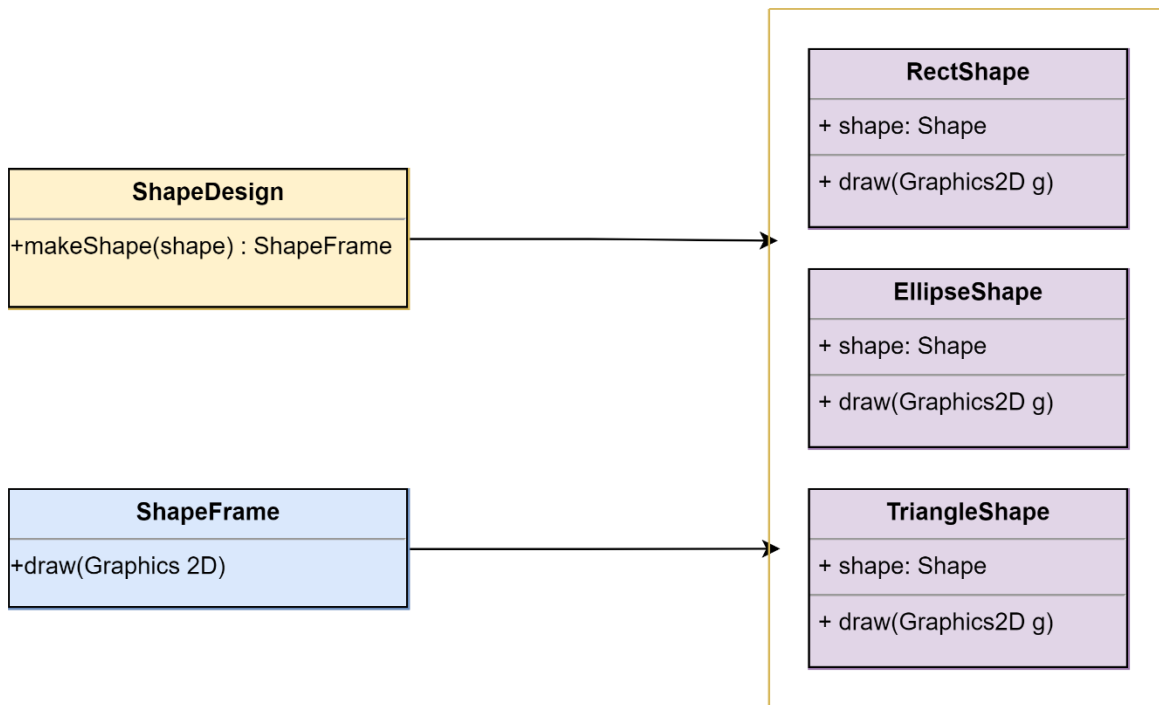 ShapeDesign
+makeShape(shape) : ShapeFrame
ShapeFrame
+draw(Graphics 2D)
RectShape
+ shape: Shape
+ draw(Graphics2D g)
EllipseShape
+ shape: Shape
+ draw(Graphics2D g)
TriangleShape
+ shape: Shape
+ draw(Graphics2D g)